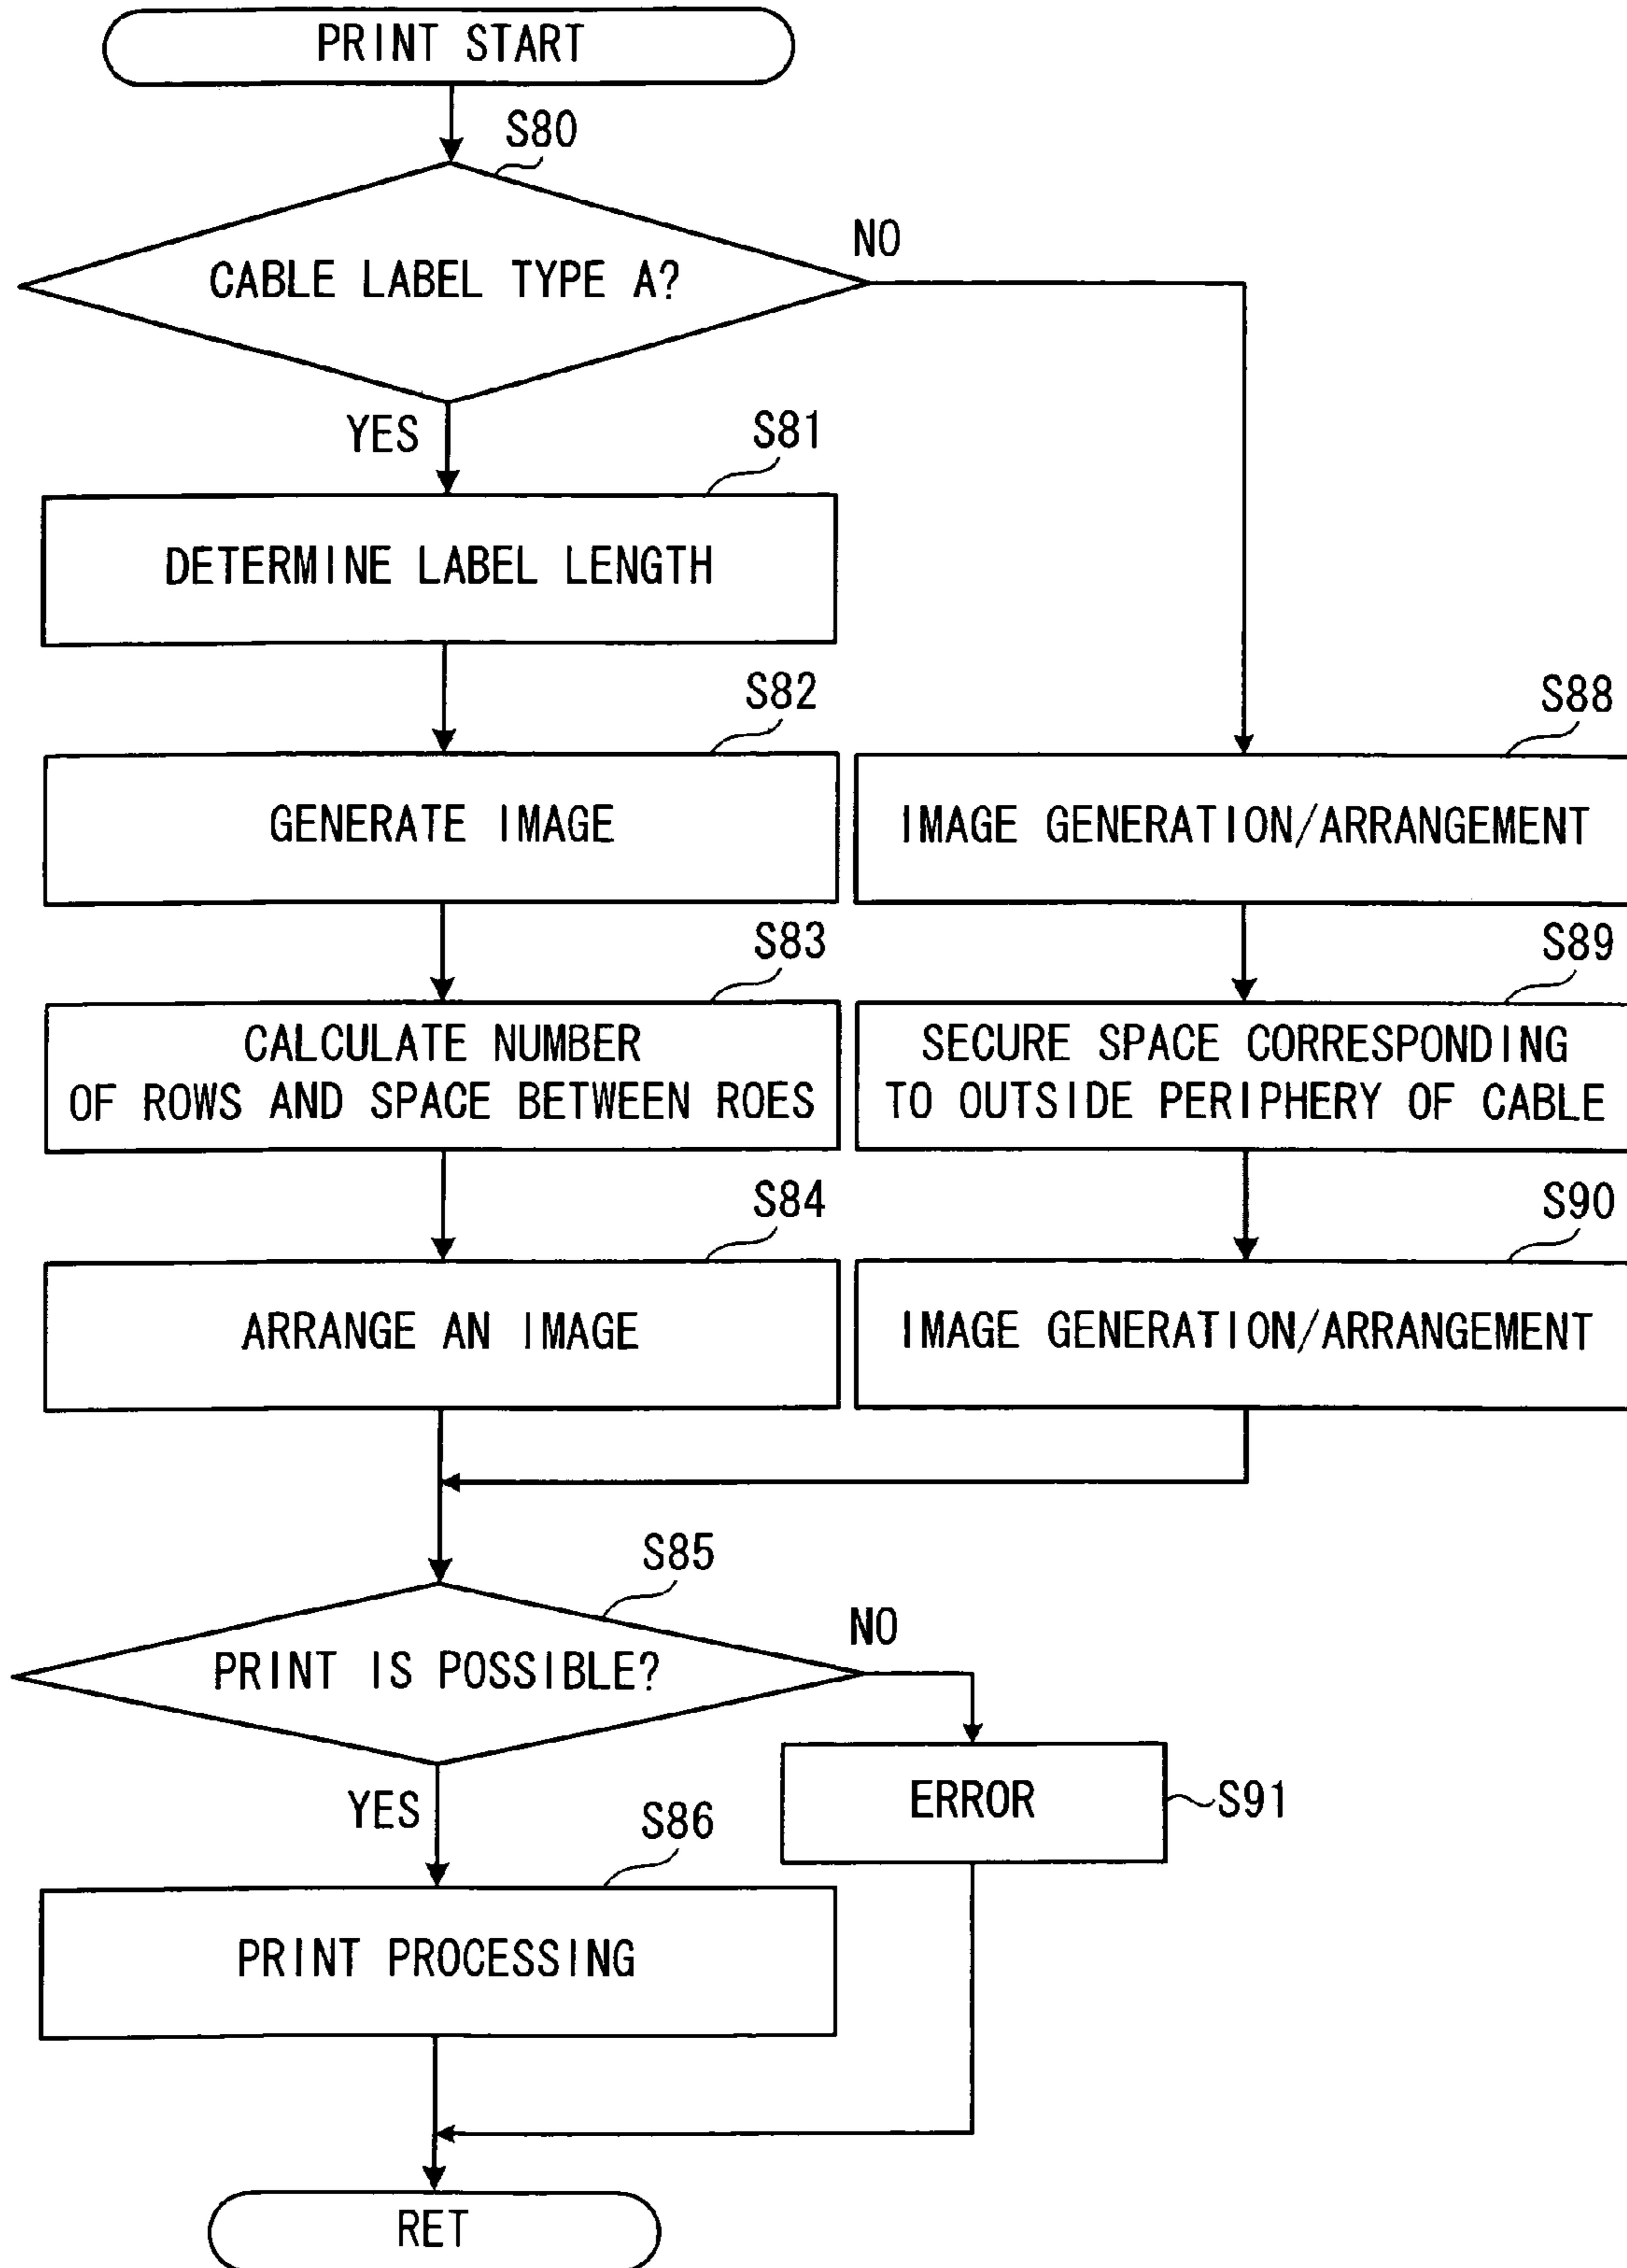 PRINT START
S80
CABLE LABEL TYPE A?
NO
YES
S81
DETERMINE LABEL LENGTH
S82
GENERATE IMAGE
S88
IMAGE GENERATION/ARRANGEMENT
S83
CALCULATE NUMBER
OF ROWS AND SPACE BETWEEN ROES
S89
SECURE SPACE CORRESPONDING
TO OUTSIDE PERIPHERY OF CABLE
S84
ARRANGE AN IMAGE
S90
IMAGE GENERATION/ARRANGEMENT
S85
PRINT IS POSSIBLE?
NO
YES
ERROR
S91
S86
PRINT PROCESSING
RET